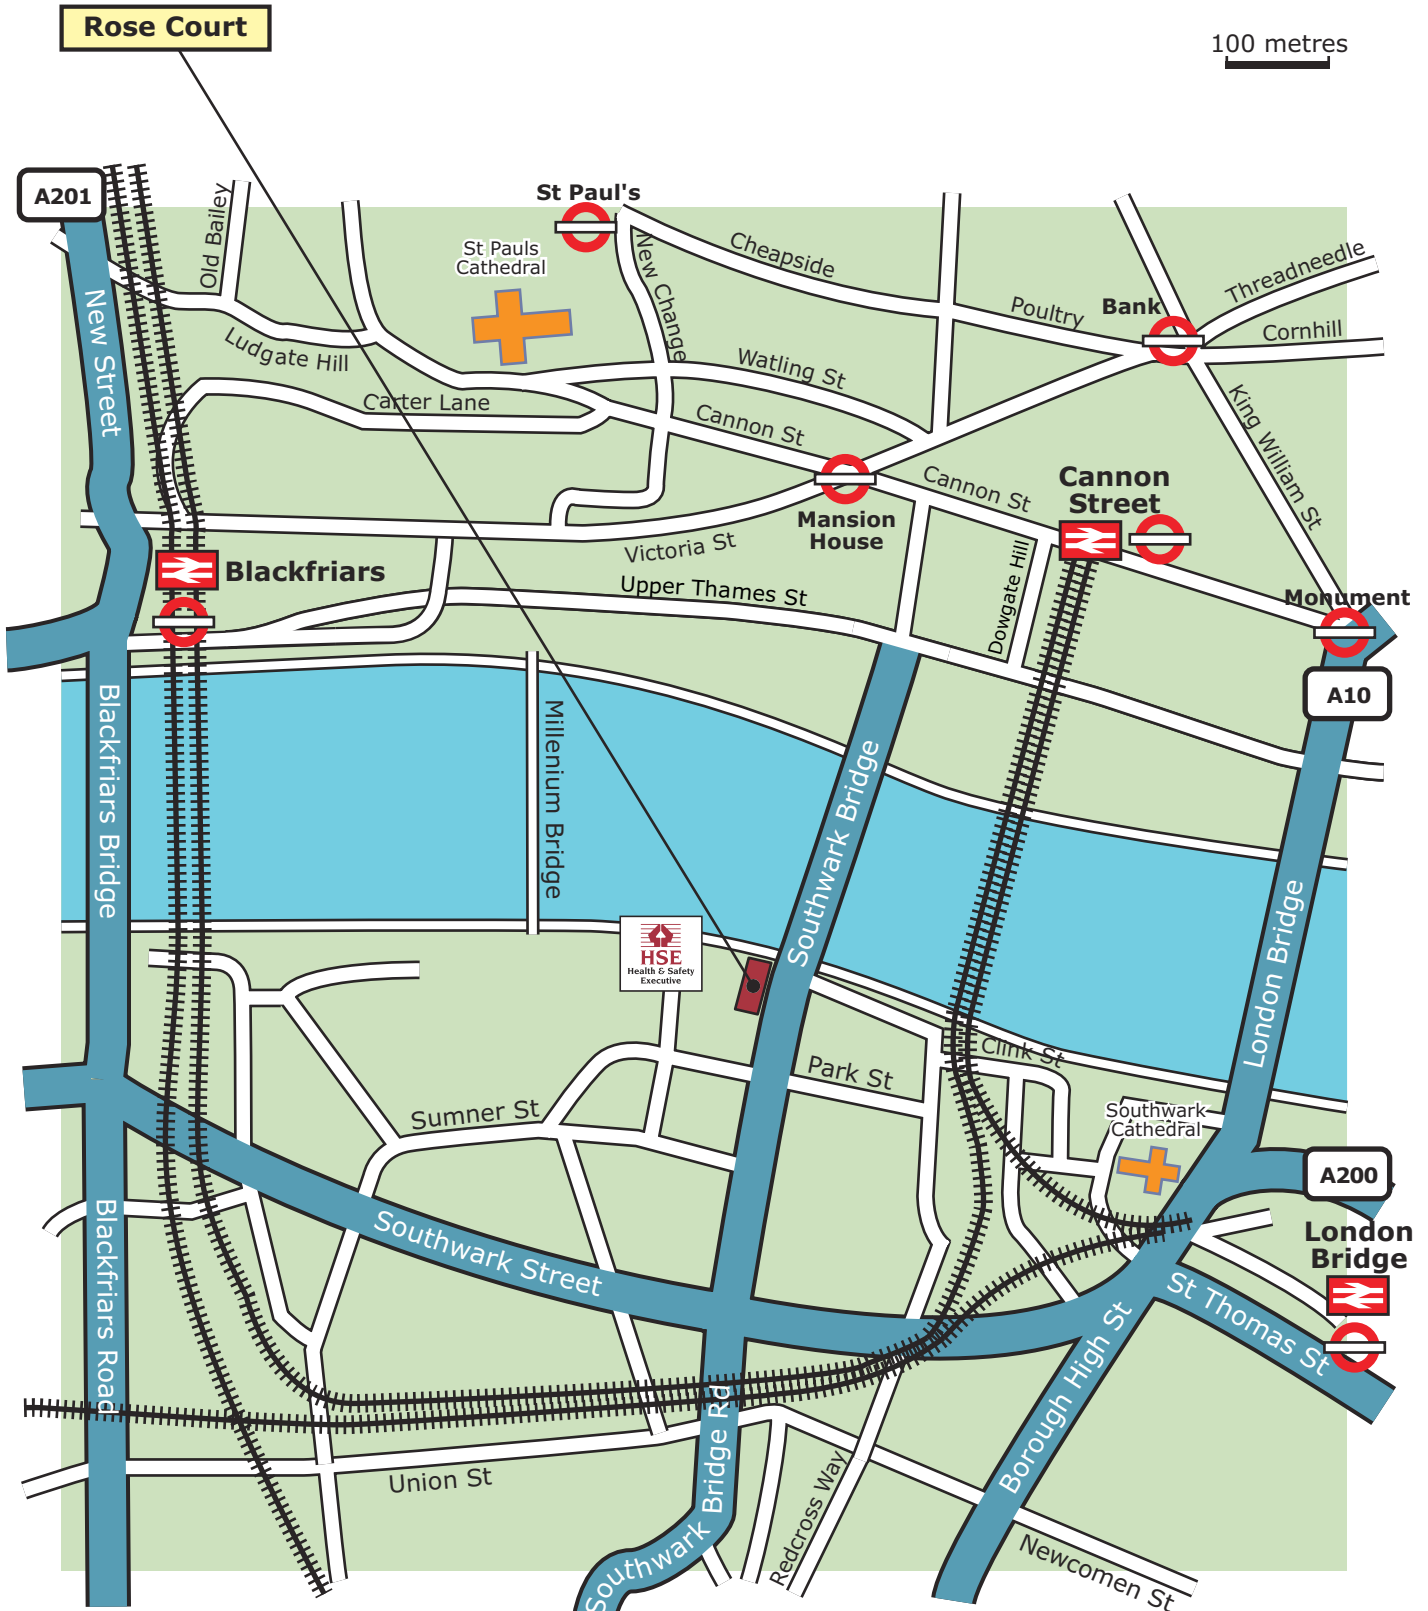 Rose Court
100 metres
A201
Old Bailey
St Paul's
St Pauls
Cathedral
New Change
Cheapside
Poultry
Bank
Threadneedle
Cornhill
New Street
Ludgate Hill
Carter Lane
Watling St
Cannon St
King William St
Cannon St
Cannon
Street
Mansion
House
Victoria St
Dowgate Hill
Blackfriars
Upper Thames St
Monument
A10
Blackfriars Bridge
Millenium Bridge
Southwark Bridge
London Bridge
HSE
Health & Safety
Executive
Clink St
Park St
Sumner St
Southwark
Cathedral
A200
London
Bridge
Blackfriars Road
Southwark Street
St Thomas St
Borough High St
Union St
Southwark Bridge Rd
Redcross Way
Newcomen St